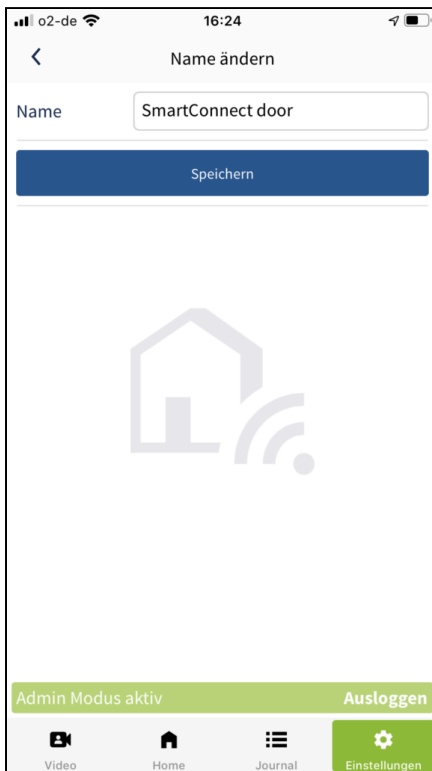 o2-de 16:24
Name ändern
Name SmartConnect door
Speichern
Admin Modus aktiv Ausloggen
Video Home Journal Einstellungen